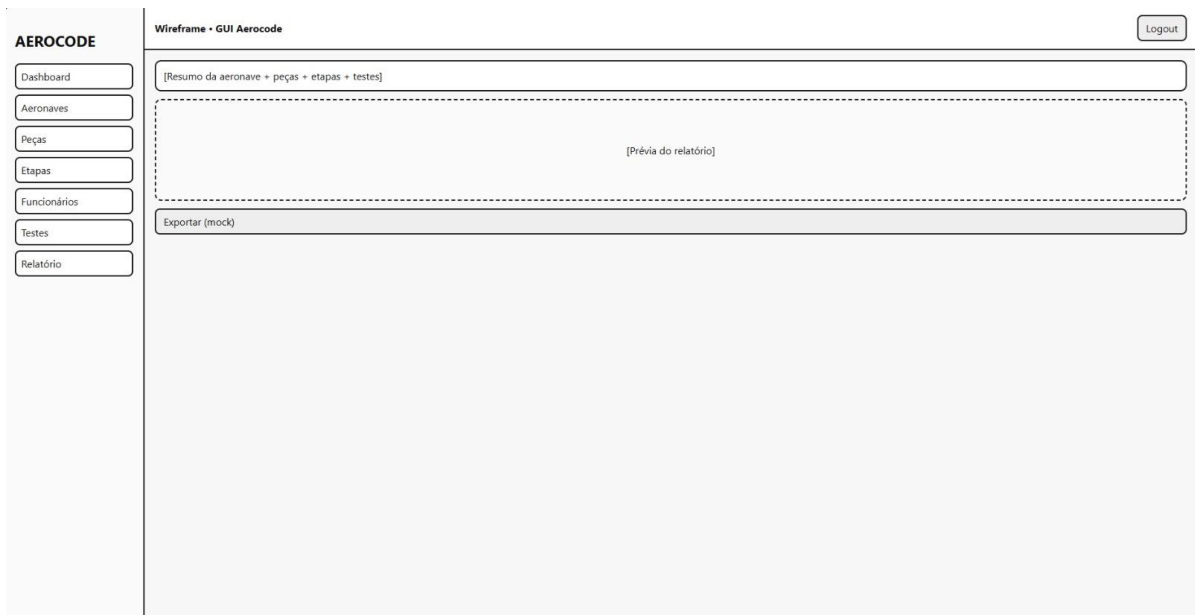 AEROCODE
Dashboard
Aeronaves
Peças
Etapas
Funcionários
Testes
Relatório
Wireframe • GUI Aerocode
Logout
[Resumo da aeronave + peças + etapas + testes]
[Prévia do relatório]
Exportar (mock)